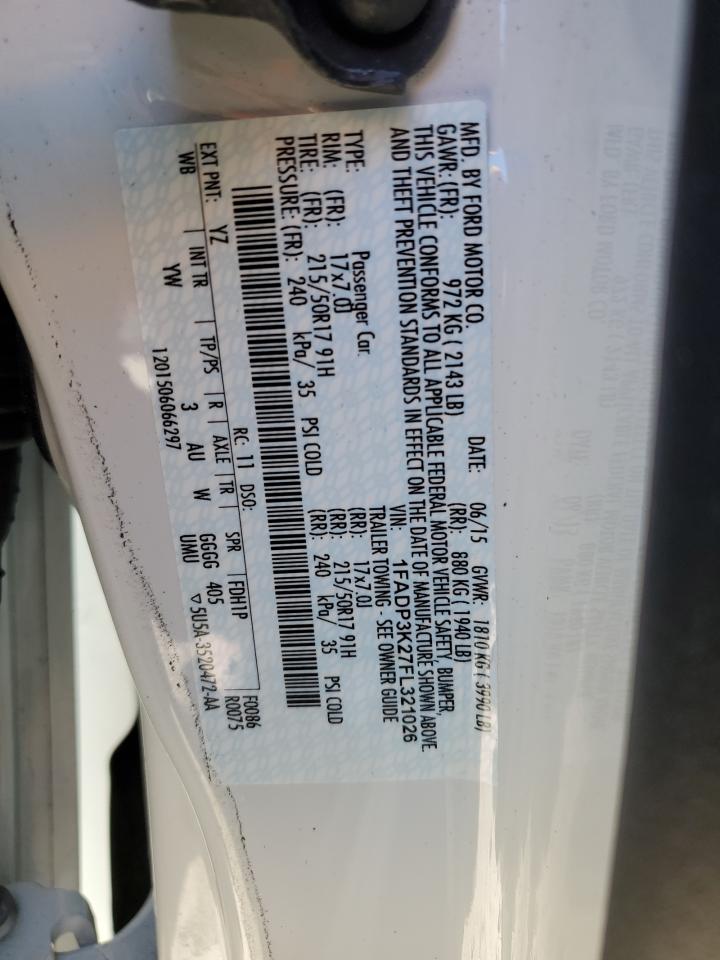 MFD. BY FORD MOTOR CO. DATE: 06/15 GVWR: 1810 KG ( 3990 LB)
GAWR: (FR): 972 KG ( 2143 LB) (RR): 880 KG ( 1940 LB)
THIS VEHICLE CONFORMS TO ALL APPLICABLE FEDERAL MOTOR VEHICLE SAFETY, BUMPER,
AND THEFT PREVENTION STANDARDS IN EFFECT ON THE DATE OF MANUFACTURE SHOWN ABOVE.
VIN: 1FADP3K27FL321026
TYPE: Passenger Car. TRAILER TOWING - SEE OWNER GUIDE
RIM: (FR): 17x7.0J (RR): 17x7.0J
TIRE: (FR): 215/50R17 91H (RR): 215/50R17 91H
PRESSURE: (FR): 240 kPa/ 35 PSI COLD (RR): 240 kPa/ 35 PSI COLD
F0086
RC: 11 DSO: R0075
EXT PNT: YZ FDH1P
WB INT TR TP/PS R AXLE TR SPR
YW 3 AU W GGGG 405
UMU
1201506066297 ▽5U5A-3520472-AA